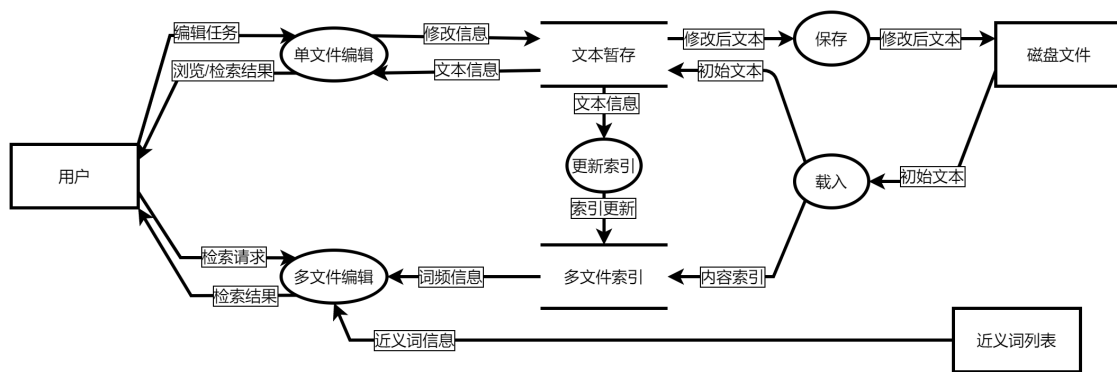 编辑任务
单文件编辑
修改信息
文本暂存
修改后文本
保存
修改后文本
磁盘文件
浏览/检索结果
文本信息
初始文本
文本信息
用户
更新索引
载入
初始文本
索引更新
检索请求
多文件编辑
词频信息
多文件索引
内容索引
检索结果
近义词信息
近义词列表